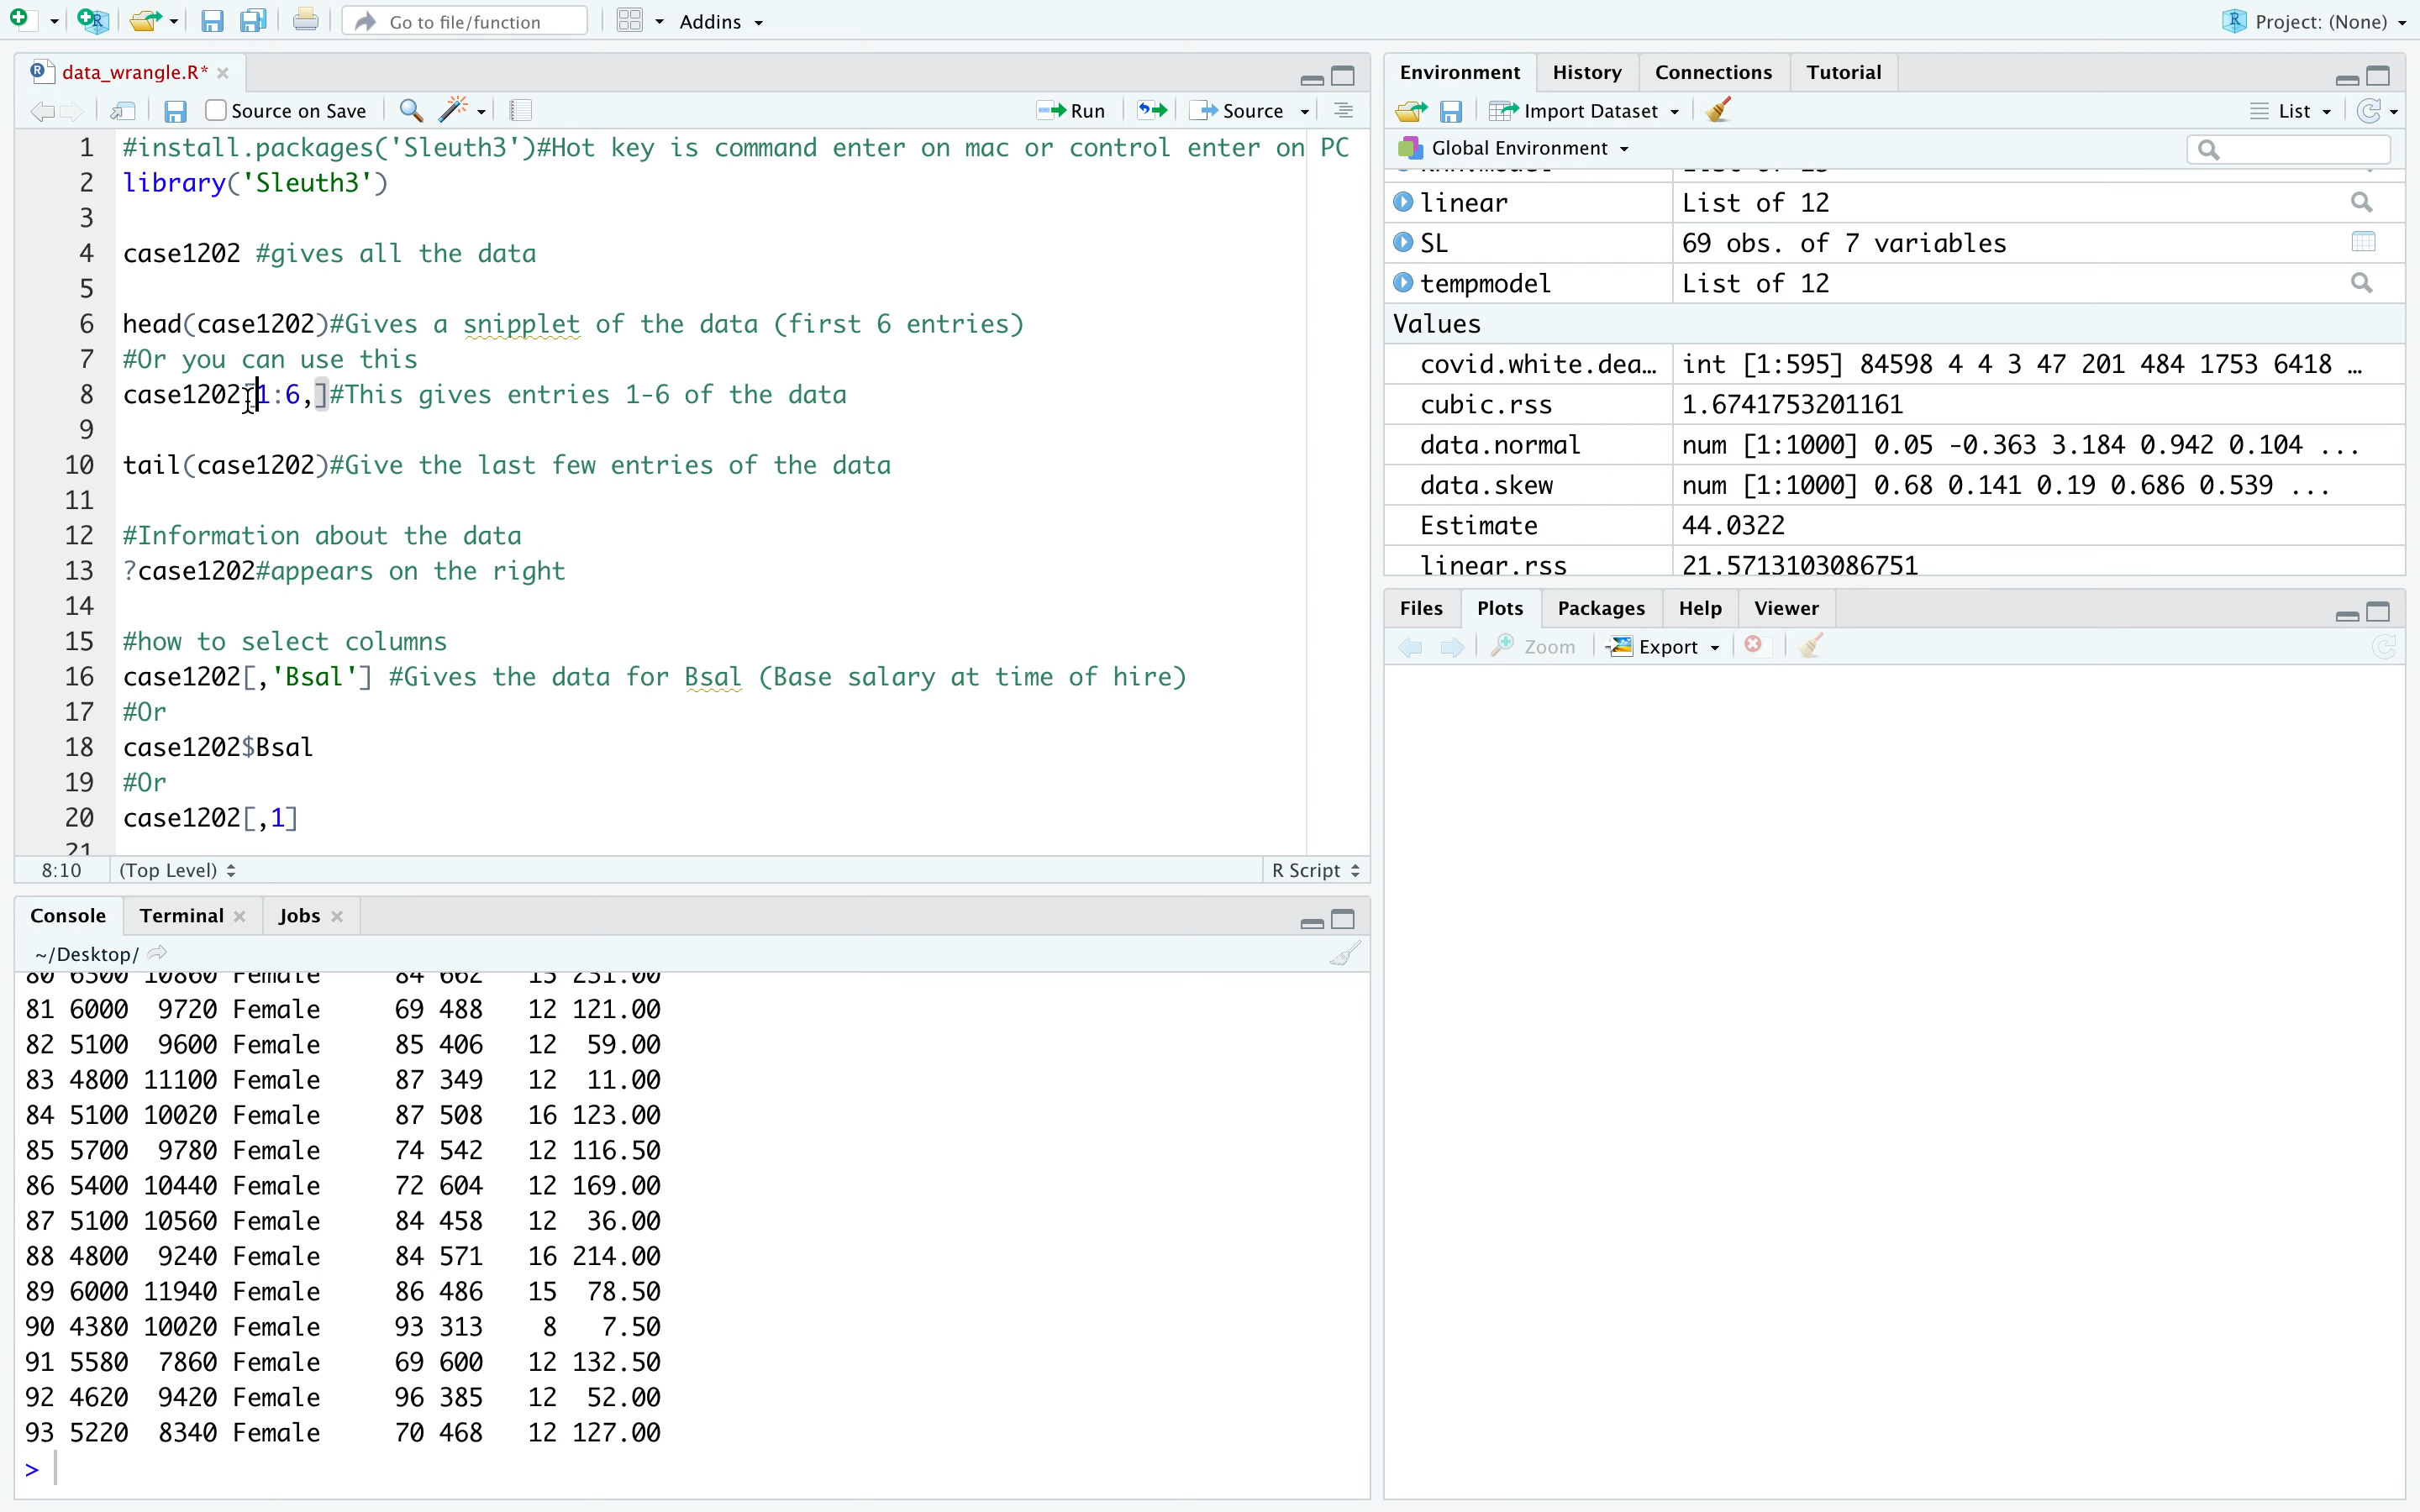 Go to file/function
Addins
Project: (None)
data_wrangle.R*
Source on Save
Run
Source
1 #install.packages('Sleuth3')#Hot key is command enter on mac or control enter on PC
2 library('Sleuth3')
3
4 case1202 #gives all the data
5
6 head(case1202)#Gives a snipplet of the data (first 6 entries)
7 #Or you can use this
8 case1202[1:6,]#This gives entries 1-6 of the data
9
10 tail(case1202)#Give the last few entries of the data
11
12 #Information about the data
13 ?case1202#appears on the right
14
15 #how to select columns
16 case1202[,'Bsal'] #Gives the data for Bsal (Base salary at time of hire)
17 #Or
18 case1202$Bsal
19 #Or
20 case1202[,1]
21
8:10 (Top Level) R Script
Console Terminal Jobs
~/Desktop/
80 6300 10860 Female 84 662 15 231.00
81 6000 9720 Female 69 488 12 121.00
82 5100 9600 Female 85 406 12 59.00
83 4800 11100 Female 87 349 12 11.00
84 5100 10020 Female 87 508 16 123.00
85 5700 9780 Female 74 542 12 116.50
86 5400 10440 Female 72 604 12 169.00
87 5100 10560 Female 84 458 12 36.00
88 4800 9240 Female 84 571 16 214.00
89 6000 11940 Female 86 486 15 78.50
90 4380 10020 Female 93 313 8 7.50
91 5580 7860 Female 69 600 12 132.50
92 4620 9420 Female 96 385 12 52.00
93 5220 8340 Female 70 468 12 127.00
>
Environment History Connections Tutorial
Import Dataset List
Global Environment
linear List of 12
SL 69 obs. of 7 variables
tempmodel List of 12
Values
covid.white.dea… int [1:595] 84598 4 4 3 47 201 484 1753 6418 …
cubic.rss 1.6741753201161
data.normal num [1:1000] 0.05 -0.363 3.184 0.942 0.104 ...
data.skew num [1:1000] 0.68 0.141 0.19 0.686 0.539 ...
Estimate 44.0322
linear.rss 21.5713103086751
Files Plots Packages Help Viewer
Zoom Export